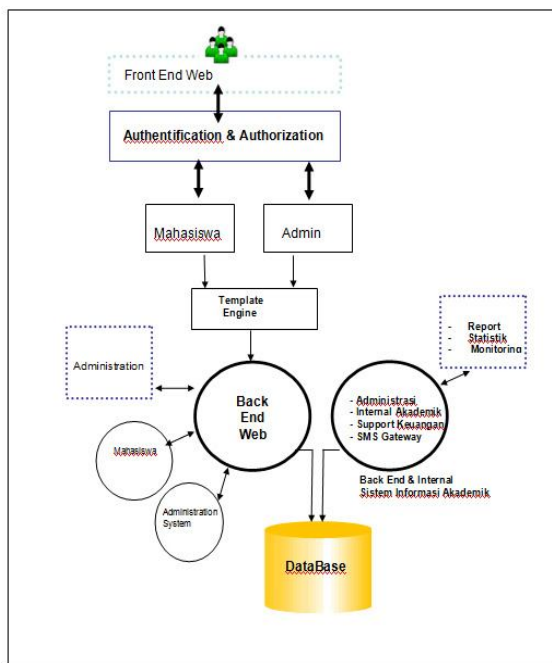 Front End Web
Authentification & Authorization
Mahasiswa
Admin
Template
Engine
Administration
Back
End
Web
- Administrasi
- Internal Akademik
- Support Keuangan
- SMS Gateway
- Report
- Statistik
- Monitoring
Mahasiswa
Administration
System
Back End & Internal
Sistem Informasi Akademik
DataBase